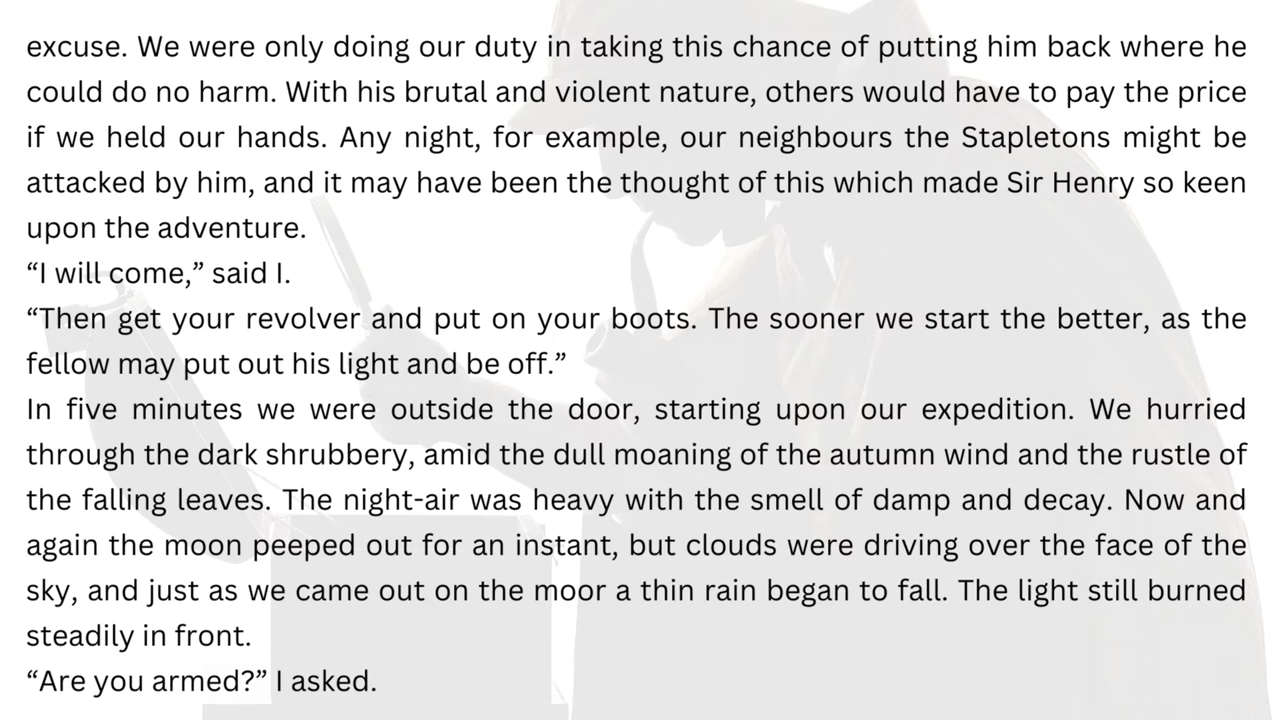 excuse. We were only doing our duty in taking this chance of putting him back where he
could do no harm. With his brutal and violent nature, others would have to pay the price
if we held our hands. Any night, for example, our neighbours the Stapletons might be
attacked by him, and it may have been the thought of this which made Sir Henry so keen
upon the adventure.
“I will come,” said I.
“Then get your revolver and put on your boots. The sooner we start the better, as the
fellow may put out his light and be off.”
In five minutes we were outside the door, starting upon our expedition. We hurried
through the dark shrubbery, amid the dull moaning of the autumn wind and the rustle of
the falling leaves. The night-air was heavy with the smell of damp and decay. Now and
again the moon peeped out for an instant, but clouds were driving over the face of the
sky, and just as we came out on the moor a thin rain began to fall. The light still burned
steadily in front.
“Are you armed?” I asked.